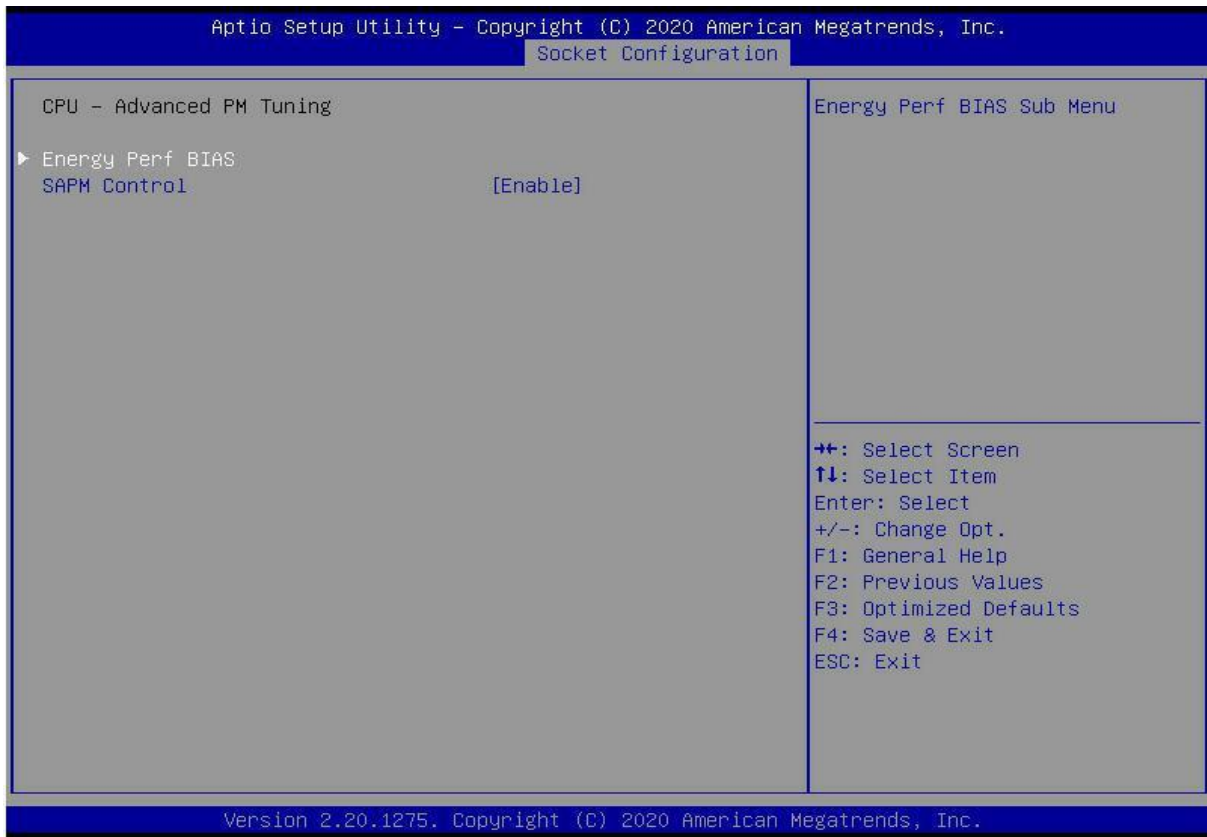 Aptio Setup Utility – Copyright (C) 2020 American Megatrends, Inc.
Socket Configuration
CPU – Advanced PM Tuning
▶ Energy Perf BIAS
SAPM Control [Enable]
Energy Perf BIAS Sub Menu
→←: Select Screen
↑↓: Select Item
Enter: Select
+/-: Change Opt.
F1: General Help
F2: Previous Values
F3: Optimized Defaults
F4: Save & Exit
ESC: Exit
Version 2.20.1275. Copyright (C) 2020 American Megatrends, Inc.